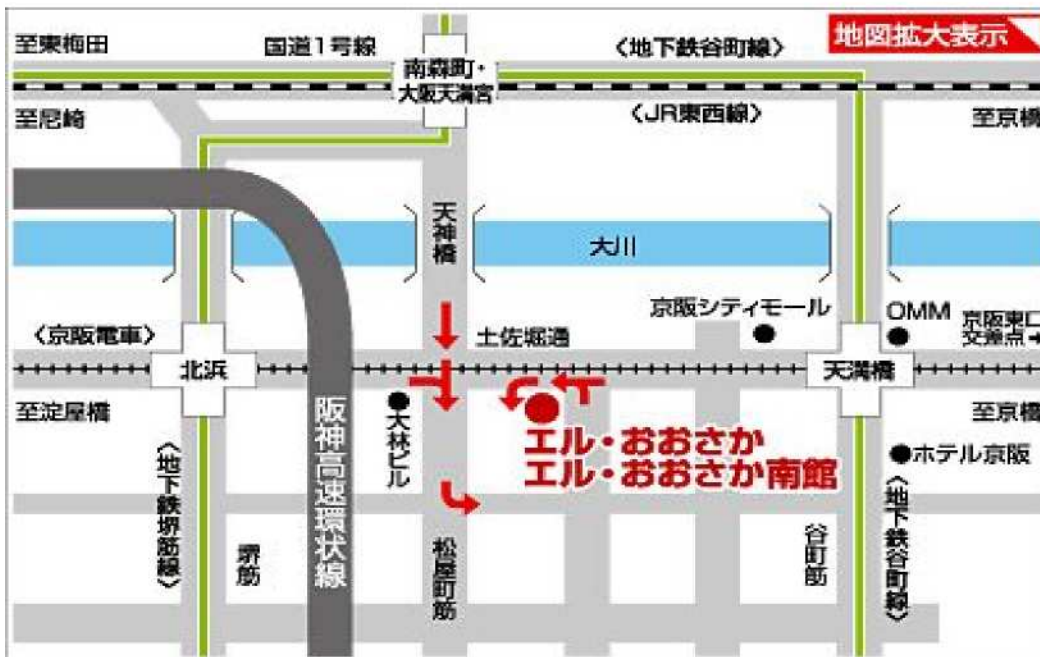 至東梅田
国道1号線
〈地下鉄谷町線〉
地図拡大表示
南森町・
大阪天満宮
至尼崎
〈JR東西線〉
至京橋
天神橋
大川
京阪シティモール
OMM
京阪東口
交差点→
〈京阪電車〉
土佐堀通
北浜
天満橋
至淀屋橋
大林ビル
エル・おおさか
エル・おおさか南館
至京橋
ホテル京阪
阪神高速環状線
〈地下鉄堺筋線〉
堺筋
松屋町筋
谷町筋
〈地下鉄谷町線〉